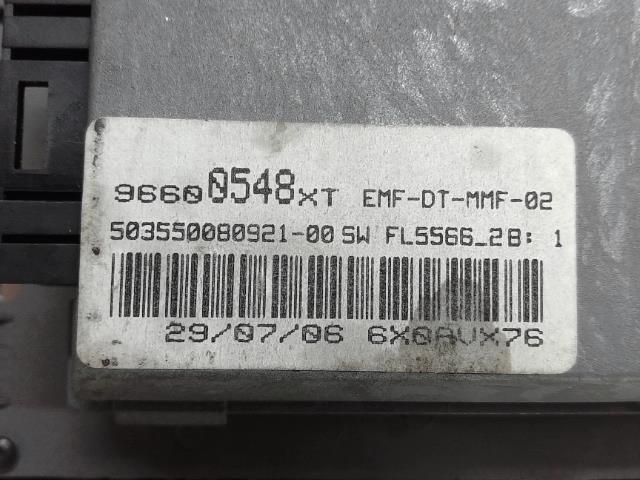 96600548XT EMF-DT-MMF-02
503550080921-00 SW FL5566_2B: 1
29/07/06 6X0AVX76